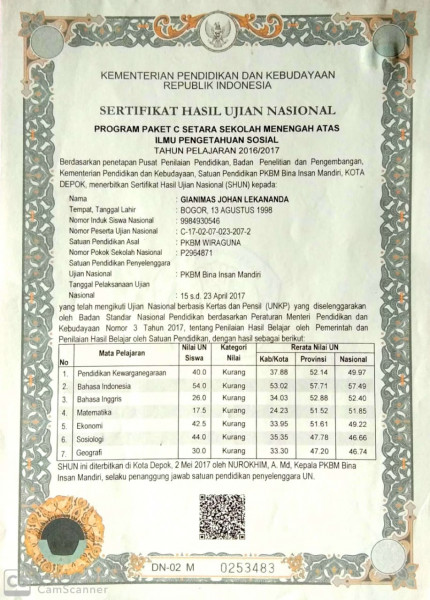 KEMENTERIAN PENDIDIKAN DAN KEBUDAYAAN
REPUBLIK INDONESIA
SERTIFIKAT HASIL UJIAN NASIONAL
PROGRAM PAKET C SETARA SEKOLAH MENENGAH ATAS
ILMU PENGETAHUAN SOSIAL
TAHUN PELAJARAN 2016/2017
Berdasarkan penetapan Pusat Penilaian Pendidikan, Badan Penelitian dan Pengembangan,
Kementerian Pendidikan dan Kebudayaan, Satuan Pendidikan PKBM Bina Insan Mandiri, KOTA
DEPOK, menerbitkan Sertifikat Hasil Ujian Nasional (SHUN) kepada:
Nama : GIANIMAS JOHAN LEKANANDA
Tempat, Tanggal Lahir : BOGOR, 13 AGUSTUS 1998
Nomor Induk Siswa Nasional : 9984930546
Nomor Peserta Ujian Nasional : C-17-02-07-023-207-2
Satuan Pendidikan Asal : PKBM WIRAGUNA
Nomor Pokok Sekolah Nasional : P2964871
Satuan Pendidikan Penyelenggara
Ujian Nasional : PKBM Bina Insan Mandiri
Tanggal Pelaksanaan Ujian
Nasional : 15 s.d. 23 April 2017
yang telah mengikuti Ujian Nasional berbasis Kertas dan Pensil (UNKP) yang diselenggarakan
oleh Badan Standar Nasional Pendidikan berdasarkan Peraturan Menteri Pendidikan dan
Kebudayaan Nomor 3 Tahun 2017, tentang Penilaian Hasil Belajar oleh Pemerintah dan
Penilaian Hasil Belajar oleh Satuan Pendidikan, dengan hasil sebagai berikut:
No Mata Pelajaran Nilai UN Siswa Kategori Nilai Rerata Nilai UN
Kab/Kota Provinsi Nasional
1. Pendidikan Kewarganegaraan 40.0 Kurang 37.88 52.14 49.97
2. Bahasa Indonesia 54.0 Kurang 53.02 57.71 57.49
3. Bahasa Inggris 26.0 Kurang 34.03 52.88 52.40
4. Matematika 17.5 Kurang 24.23 51.52 51.85
5. Ekonomi 42.5 Kurang 33.95 51.61 49.22
6. Sosiologi 44.0 Kurang 35.35 47.78 46.66
7. Geografi 30.0 Kurang 33.30 47.20 46.74
SHUN ini diterbitkan di Kota Depok, 2 Mei 2017 oleh NUROKHIM, A. Md, Kepala PKBM Bina
Insan Mandiri, selaku penanggung jawab satuan pendidikan penyelenggara UN.
DN-02 M 0253483
CS CamScanner